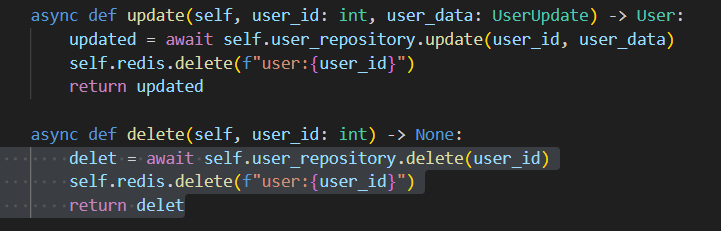 async def update(self, user_id: int, user_data: UserUpdate) -> User:
    updated = await self.user_repository.update(user_id, user_data)
    self.redis.delete(f"user:{user_id}")
    return updated

async def delete(self, user_id: int) -> None:
    delet = await self.user_repository.delete(user_id)
    self.redis.delete(f"user:{user_id}")
    return delet